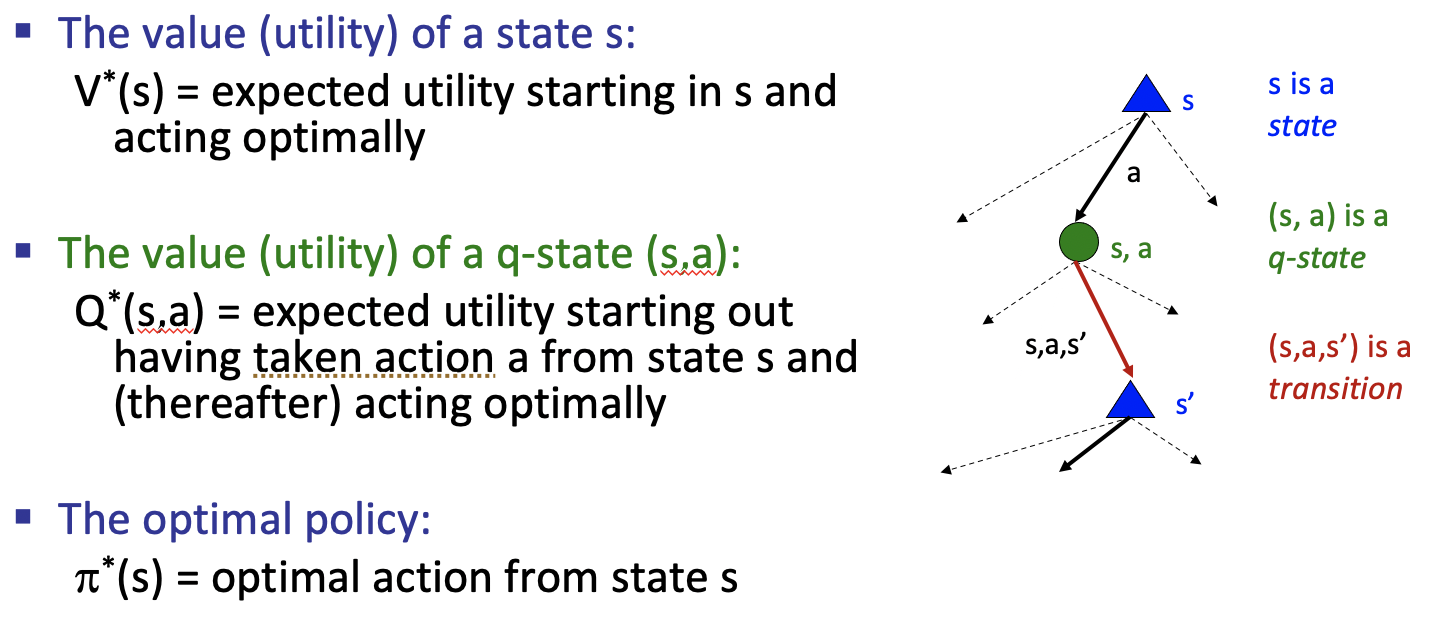 ▪ The value (utility) of a state s:
V*(s) = expected utility starting in s and
acting optimally
▪ The value (utility) of a q-state (s,a):
Q*(s,a) = expected utility starting out
having taken action a from state s and
(thereafter) acting optimally
▪ The optimal policy:
π*(s) = optimal action from state s
s
a
s, a
s,a,s’
s’
s is a
state
(s, a) is a
q-state
(s,a,s’) is a
transition